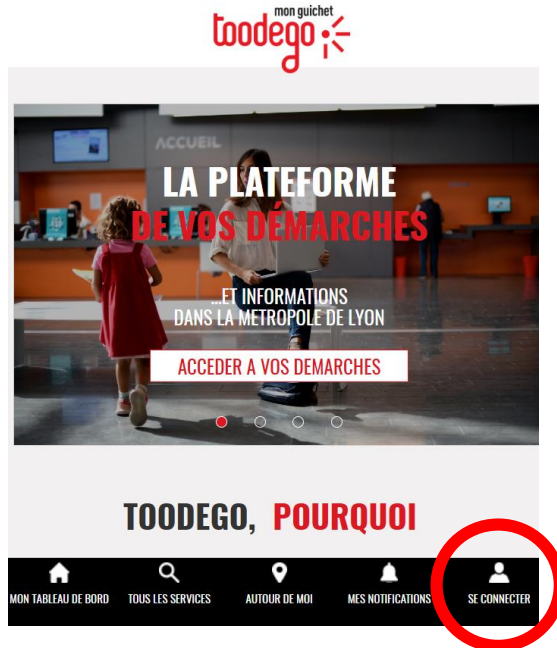 mon guichet
toodego
ACCUEIL
LA PLATEFORME
DE VOS DÉMARCHES
...ET INFORMATIONS
DANS LA METROPOLE DE LYON
ACCEDER A VOS DEMARCHES
TOODEGO, POURQUOI
MON TABLEAU DE BORD TOUS LES SERVICES AUTOUR DE MOI MES NOTIFICATIONS SE CONNECTER